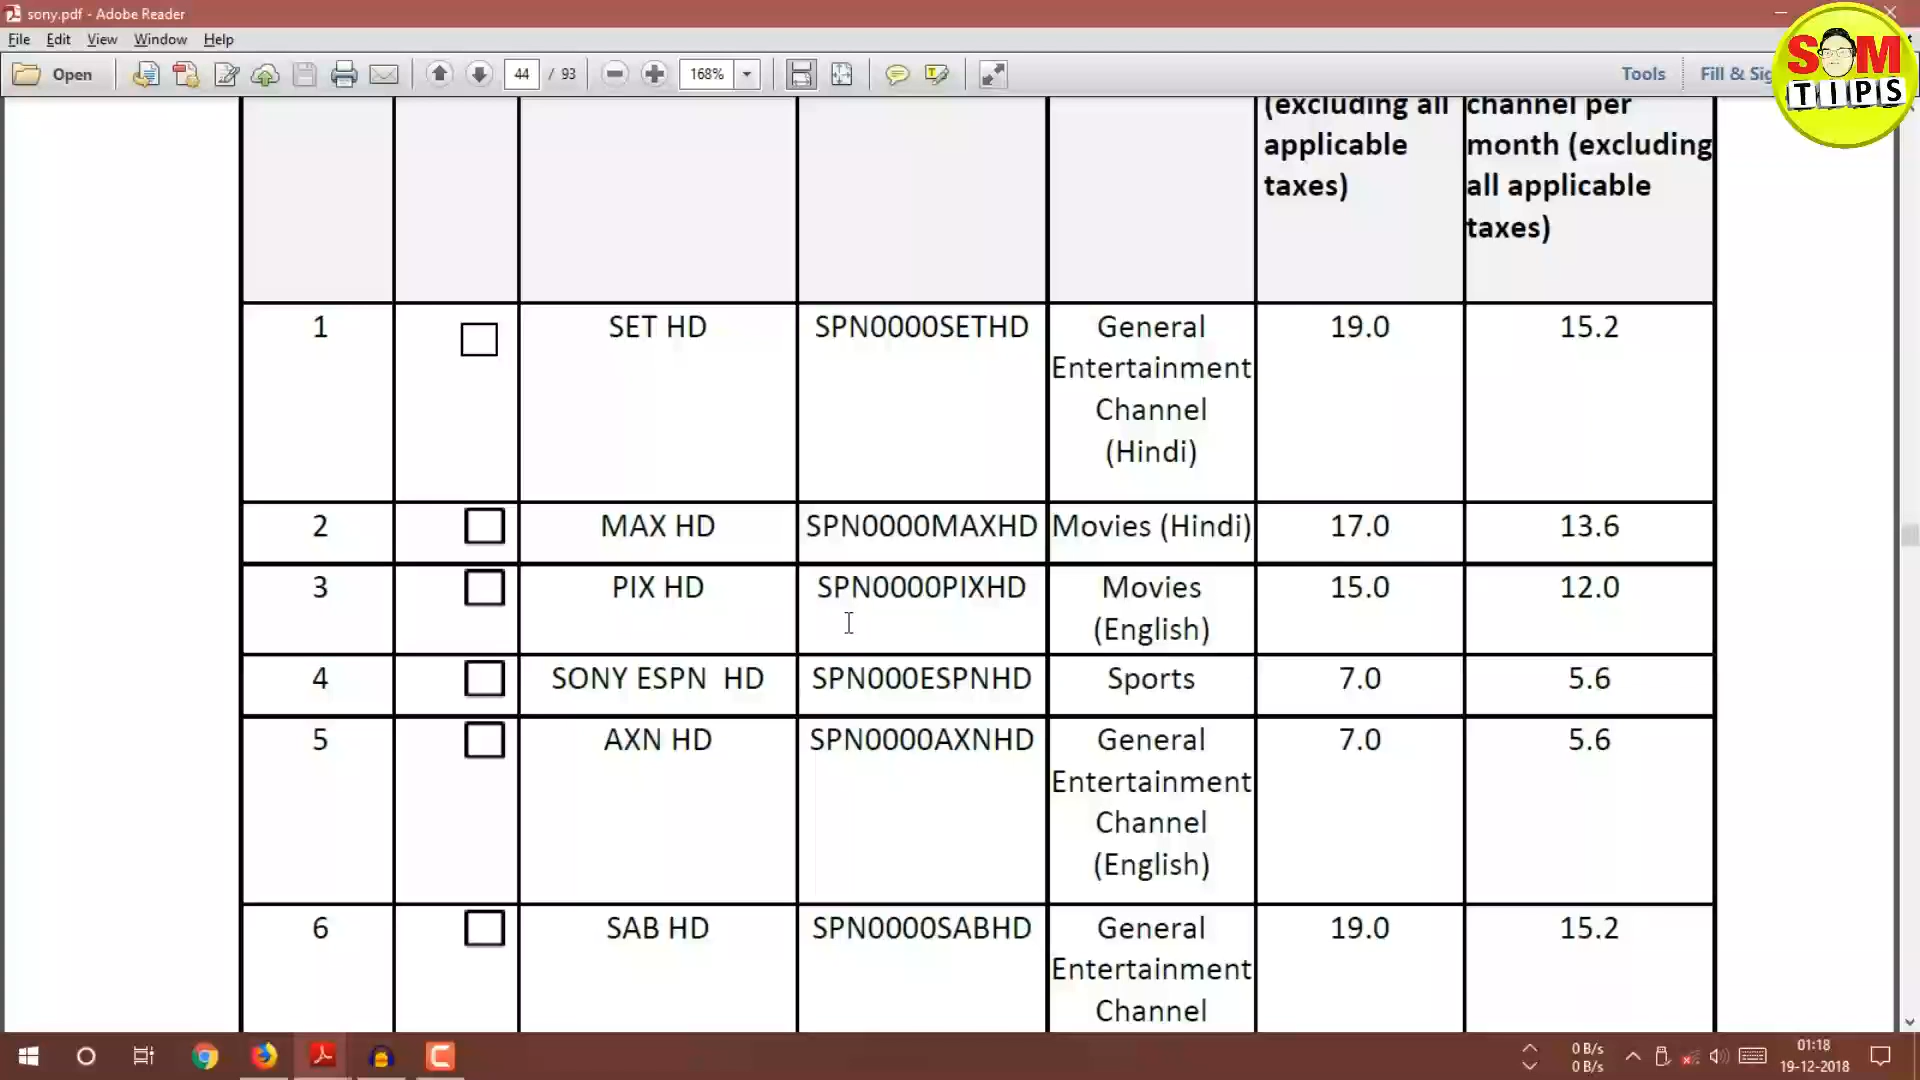 sony.pdf - Adobe Reader
File Edit View Window Help
Open 44 / 93 168% Tools Fill & Sig
SOM
TIPS
(excluding all
applicable
taxes)
channel per
month (excluding
all applicable
taxes)
1 SET HD SPN0000SETHD General 19.0 15.2
Entertainment
Channel
(Hindi)
2 MAX HD SPN0000MAXHD Movies (Hindi) 17.0 13.6
3 PIX HD SPN0000PIXHD Movies 15.0 12.0
(English)
4 SONY ESPN HD SPN000ESPNHD Sports 7.0 5.6
5 AXN HD SPN0000AXNHD General 7.0 5.6
Entertainment
Channel
(English)
6 SAB HD SPN0000SABHD General 19.0 15.2
Entertainment
Channel
0 B/s
0 B/s
01:18
19-12-2018